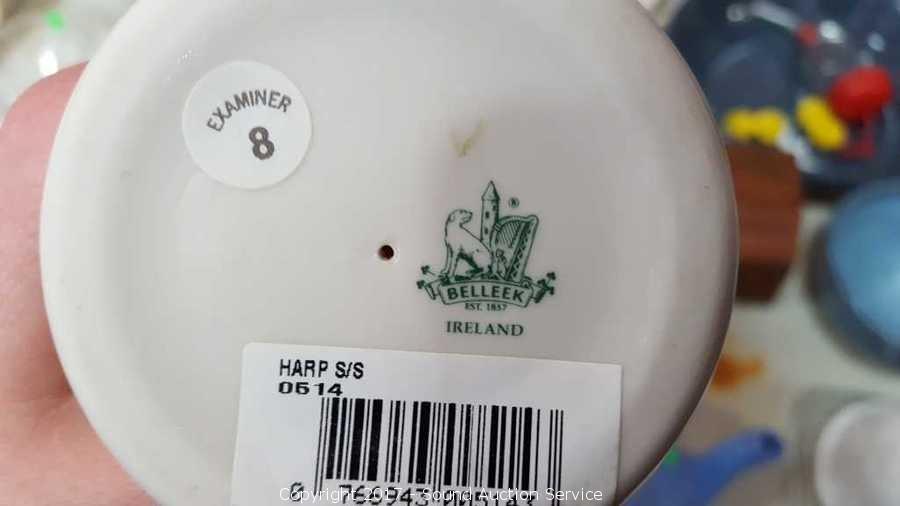 EXAMINER
8
®
BELLEEK
EST. 1857
IRELAND
HARP S/S
0514
Copyright 2017 - Sound Auction Service